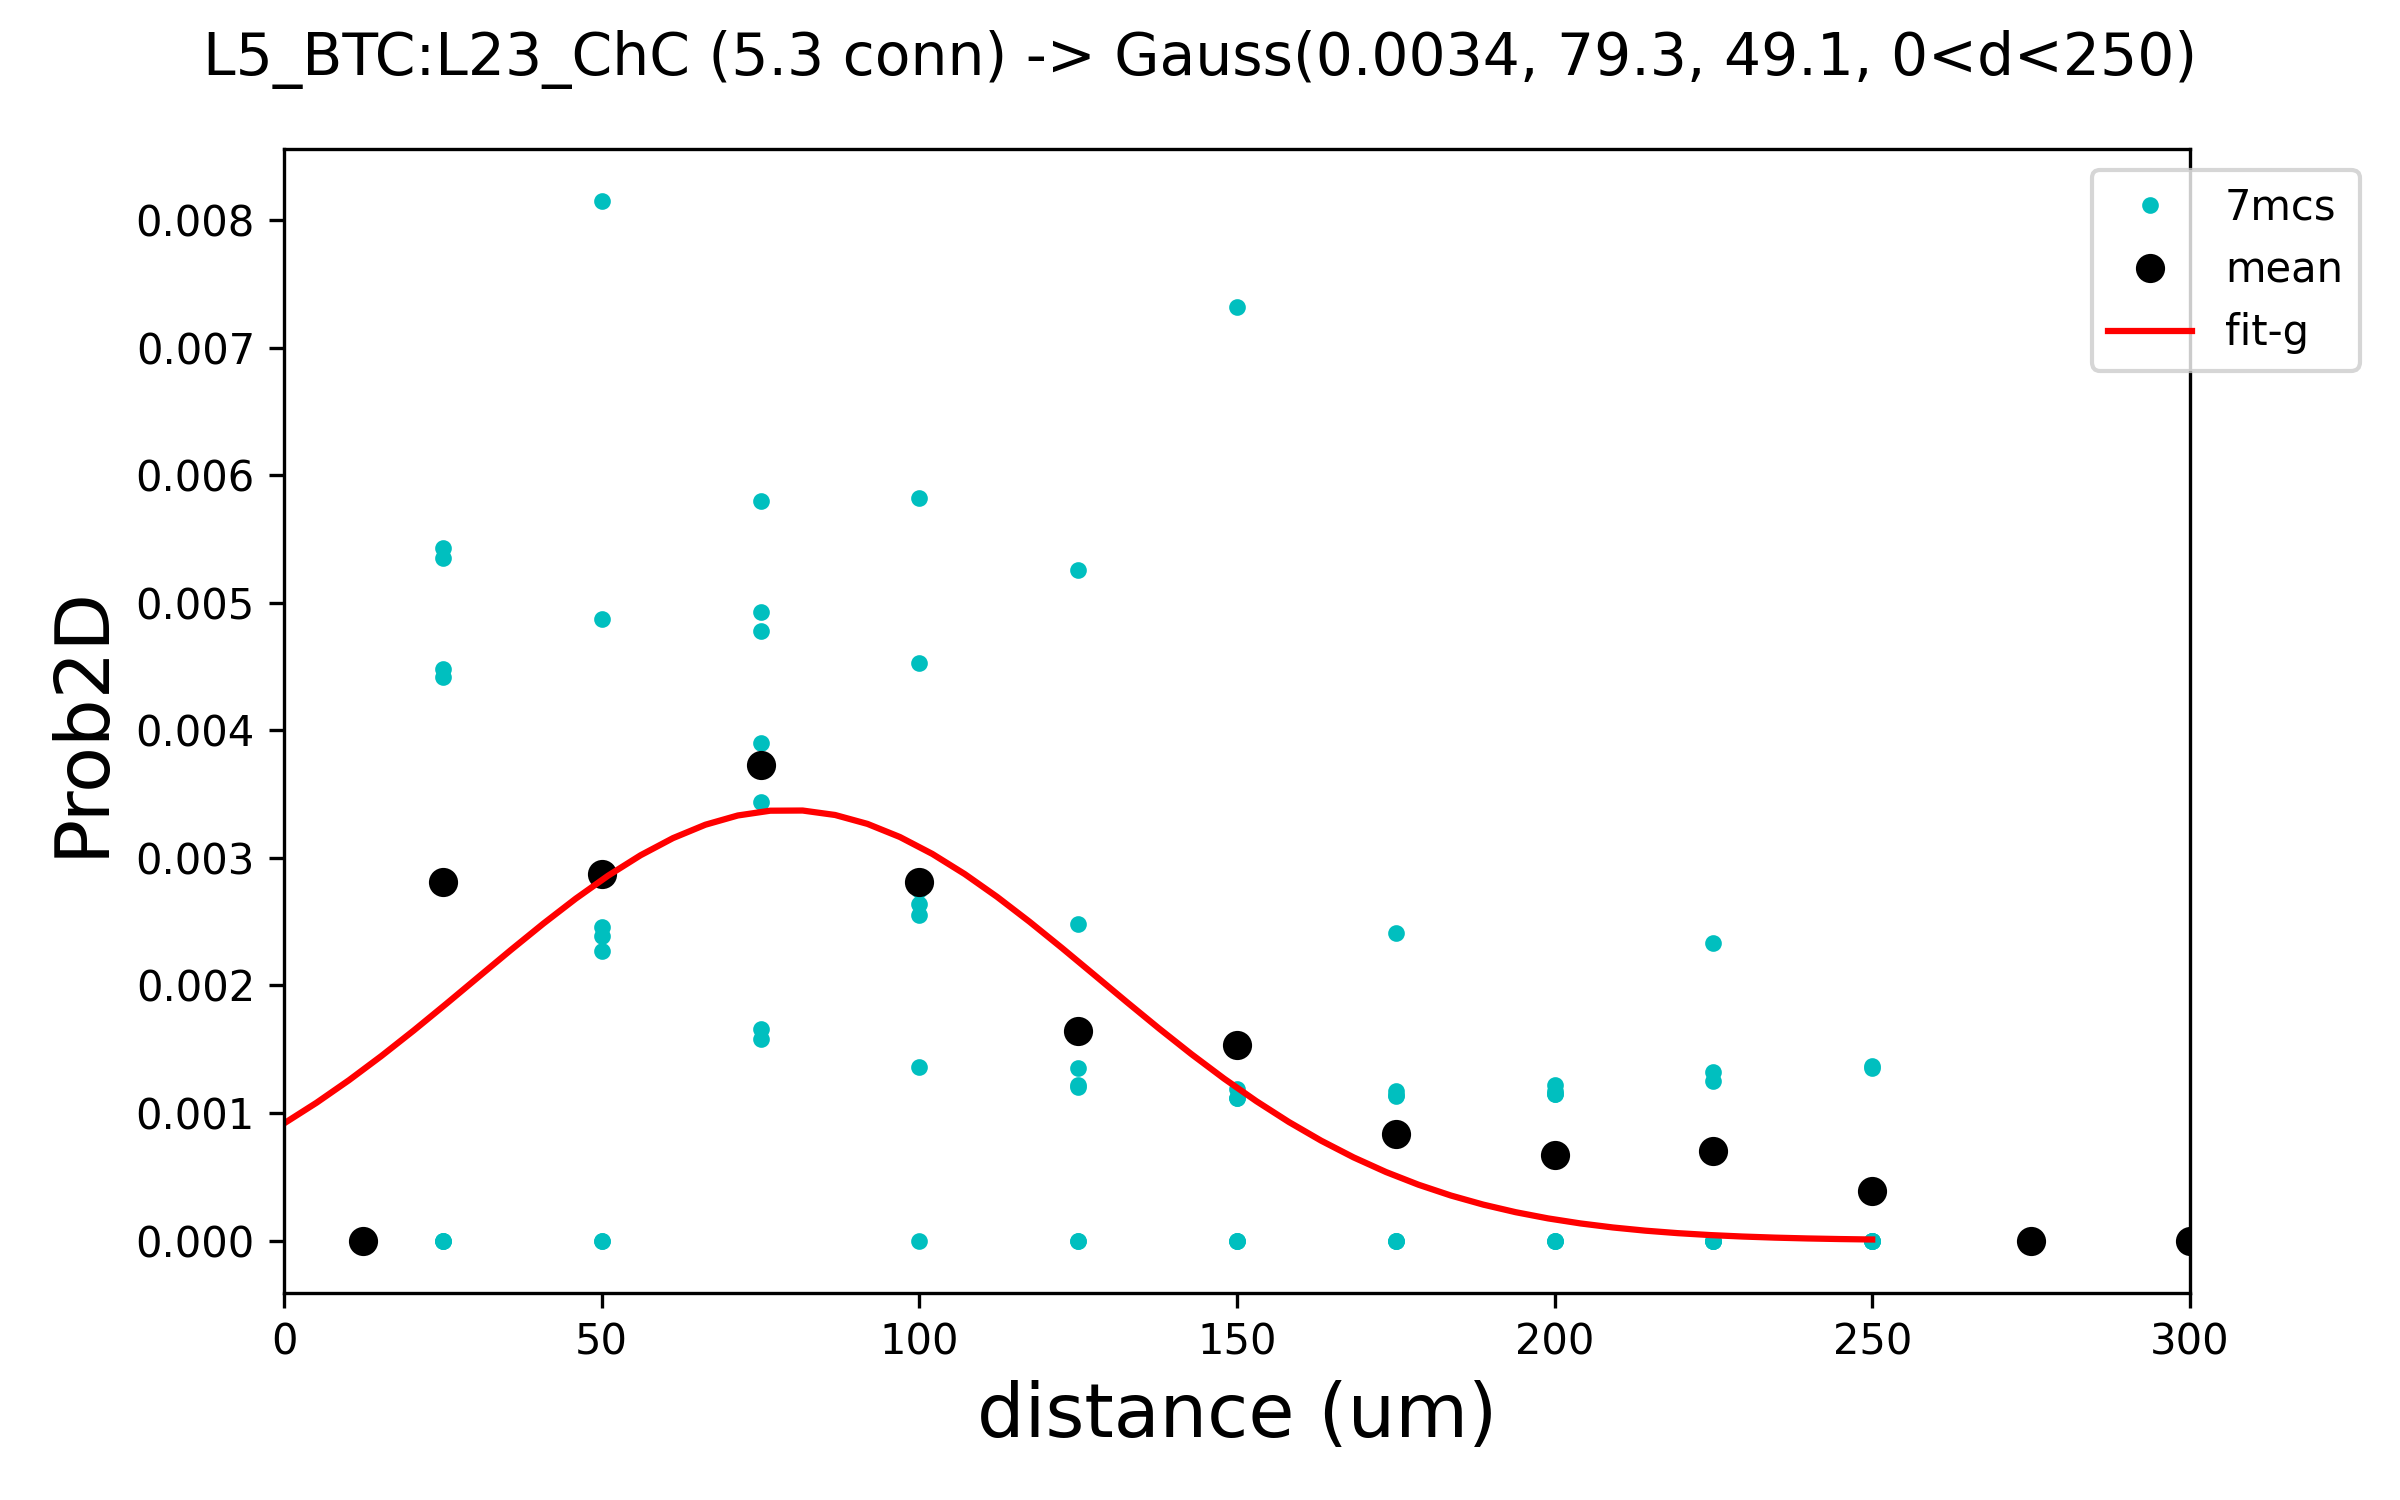 L5_BTC:L23_ChC (5.3 conn) -> Gauss(0.0034, 79.3, 49.1, 0<d<250)
7mcs
mean
fit-g
Prob2D
0.008
0.007
0.006
0.005
0.004
0.003
0.002
0.001
0.000
0 50 100 150 200 250 300
distance (um)